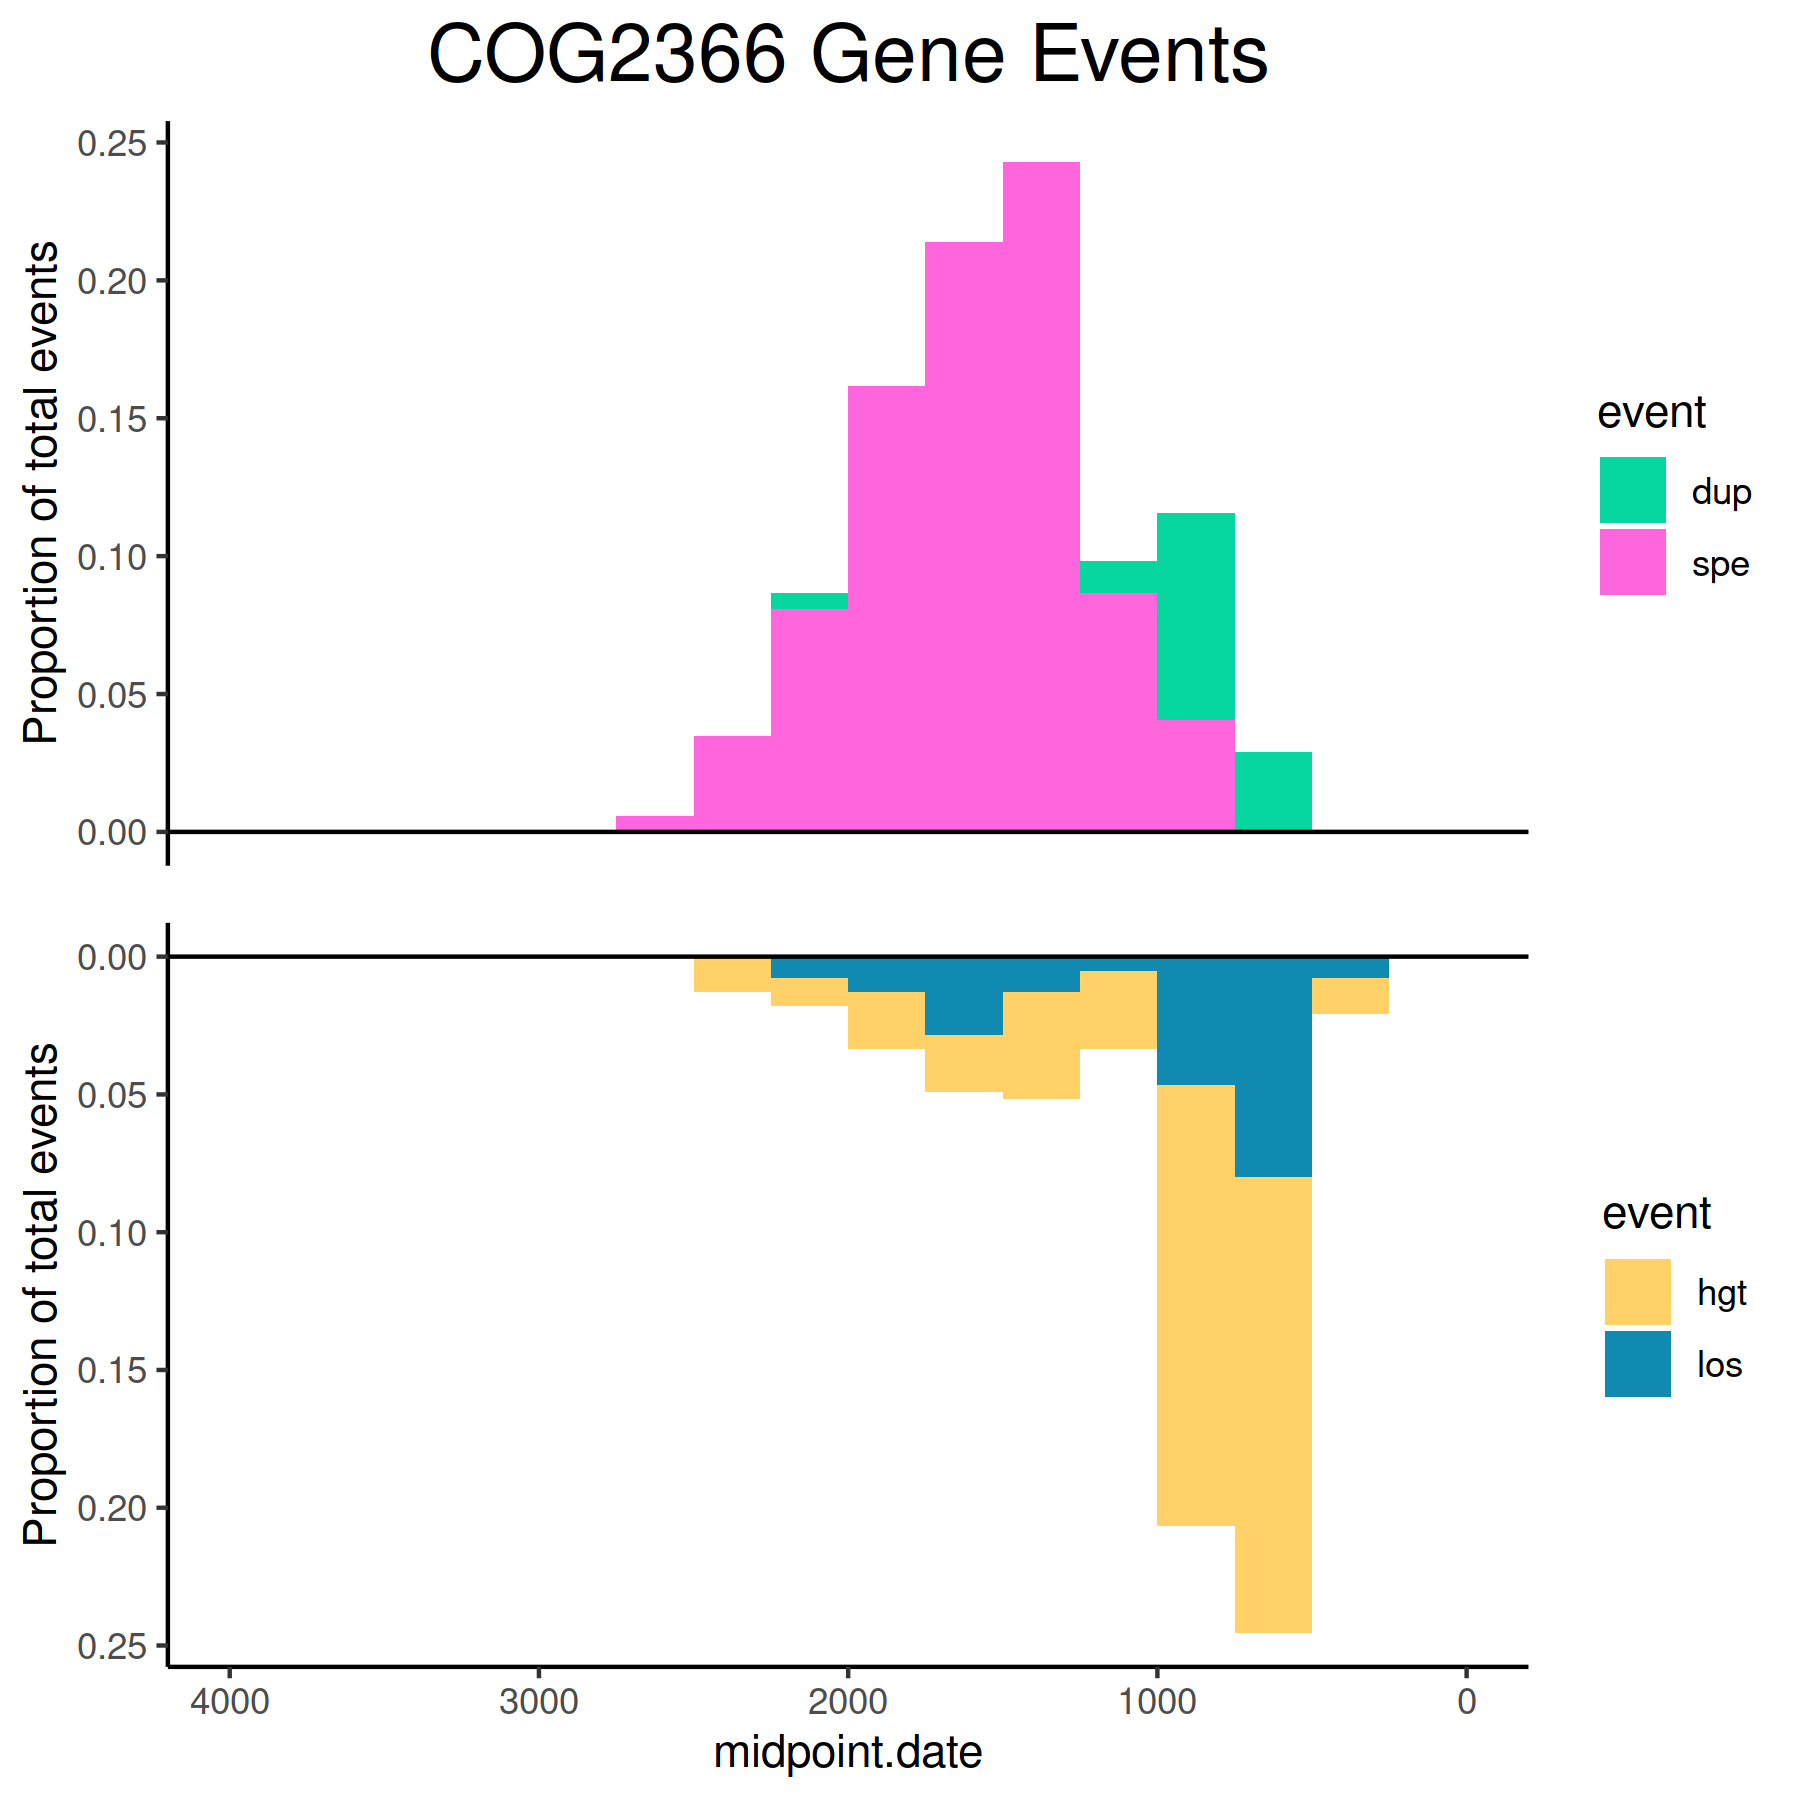 COG2366 Gene Events
Proportion of total events
0.25
0.20
0.15
0.10
0.05
0.00
event
dup
spe
Proportion of total events
0.00
0.05
0.10
0.15
0.20
0.25
event
hgt
los
4000 3000 2000 1000 0
midpoint.date